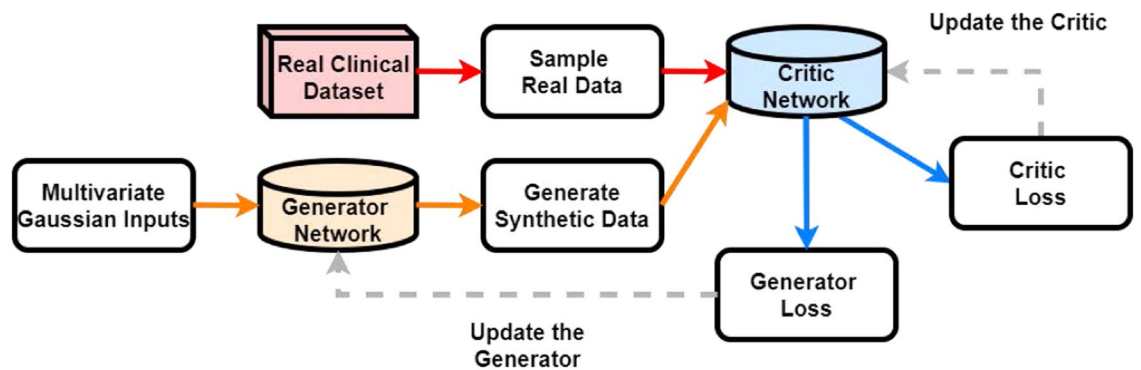 Update the Critic
Real Clinical
Dataset
Sample
Real Data
Critic
Network
Multivariate
Gaussian Inputs
Generator
Network
Generate
Synthetic Data
Critic
Loss
Generator
Loss
Update the
Generator